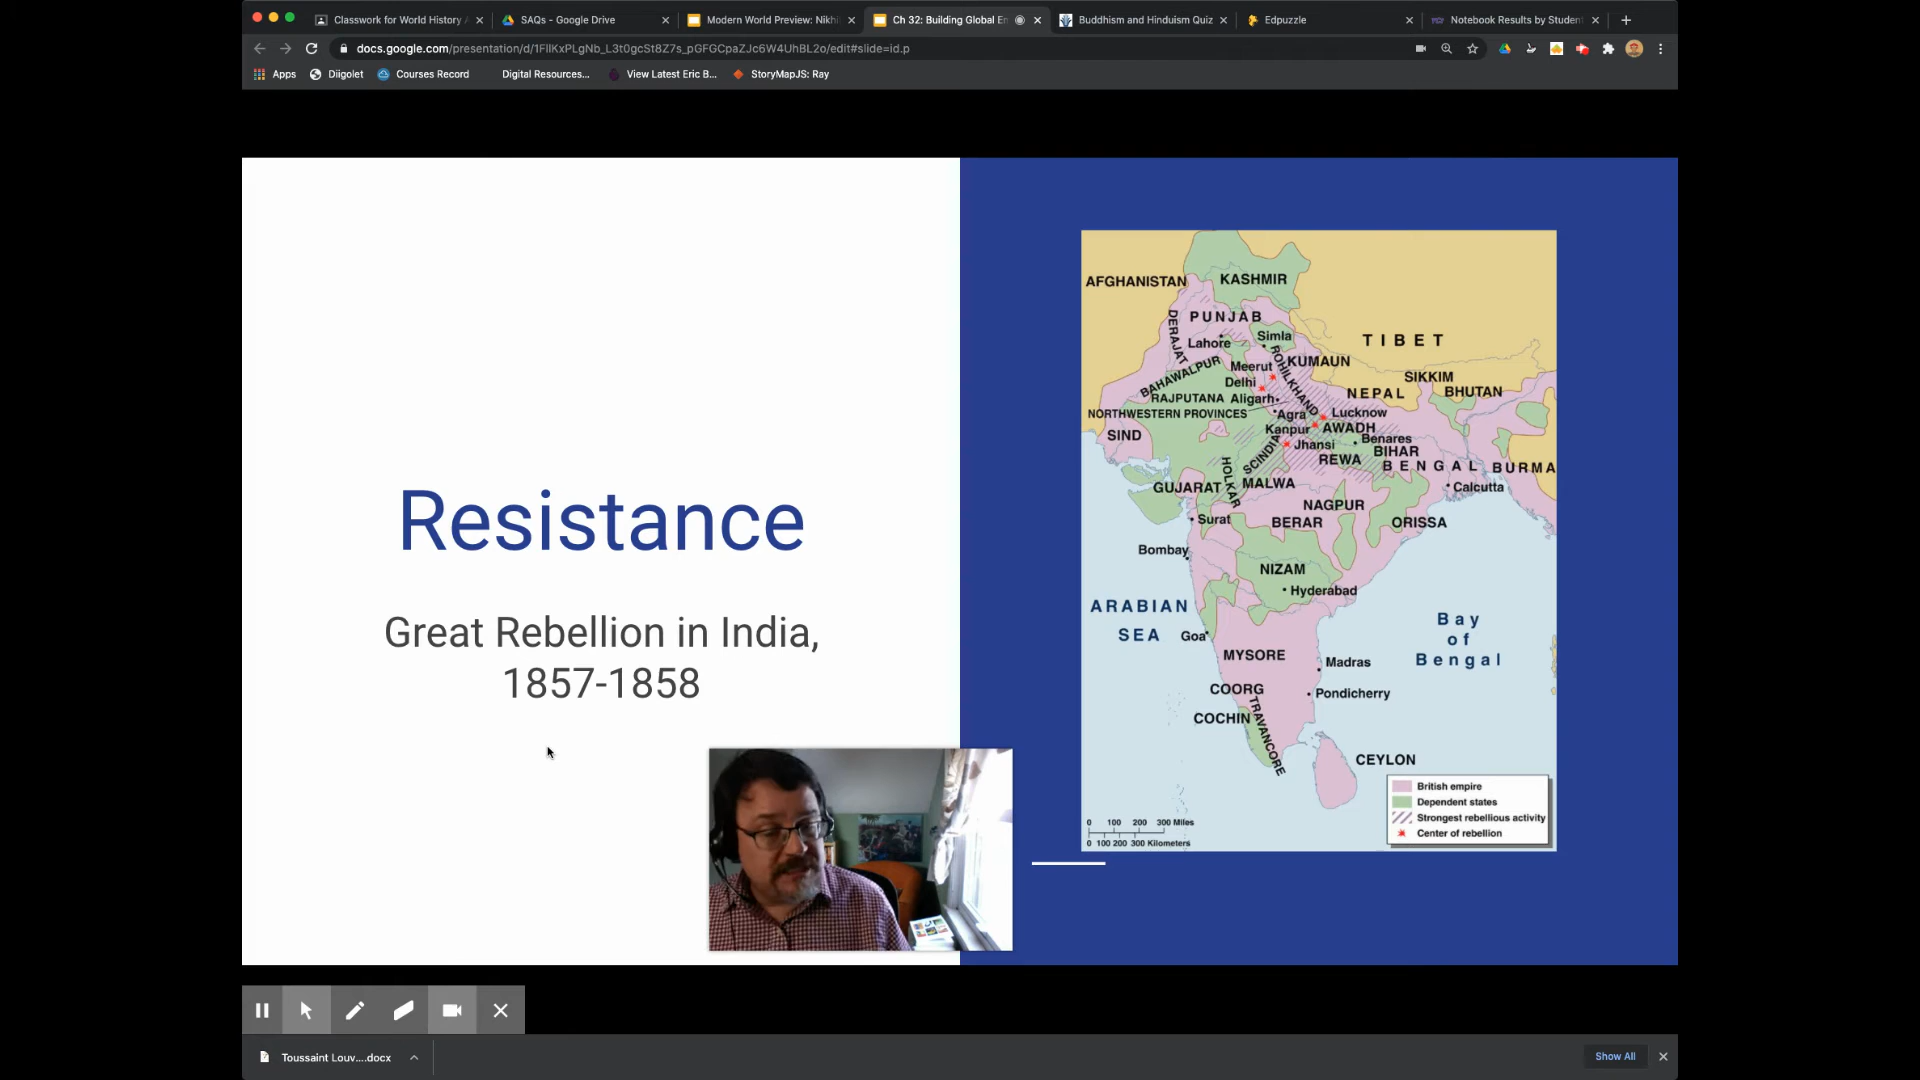 Classwork for World History A
SAQs - Google Drive
Modern World Preview: Nikhil
Ch 32: Building Global En
Buddhism and Hinduism Quiz
Edpuzzle
Notebook Results by Student
docs.google.com/presentation/d/1FlIKxPLgNb_L3t0gcSt8Z7s_pGFGCpaZJc6W4UhBL2o/edit#slide=id.p
Apps
Diigolet
Courses Record
Digital Resources...
View Latest Eric B...
StoryMapJS: Ray
Resistance
Great Rebellion in India,
1857-1858
AFGHANISTAN
KASHMIR
PUNJAB
DERAJAT
Lahore
Simla
TIBET
ROHILKHAND
KUMAUN
Meerut
BAHAWALPUR
Delhi
SIKKIM
NEPAL
BHUTAN
RAJPUTANA
Aligarh
NORTHWESTERN PROVINCES
Agra
Lucknow
SIND
Kanpur
AWADH
Jhansi
Benares
SCINDIA
REWA
BIHAR
BENGAL
BURMA
HOLKAR
GUJARAT
MALWA
Calcutta
NAGPUR
Surat
BERAR
ORISSA
Bombay
NIZAM
Hyderabad
ARABIAN
SEA
Bay
of
Bengal
Goa
MYSORE
Madras
COORG
Pondicherry
COCHIN
TRAVANCORE
CEYLON
British empire
Dependent states
Strongest rebellious activity
Center of rebellion
0 100 200 300 Miles
0 100 200 300 Kilometers
Toussaint Louv....docx
Show All